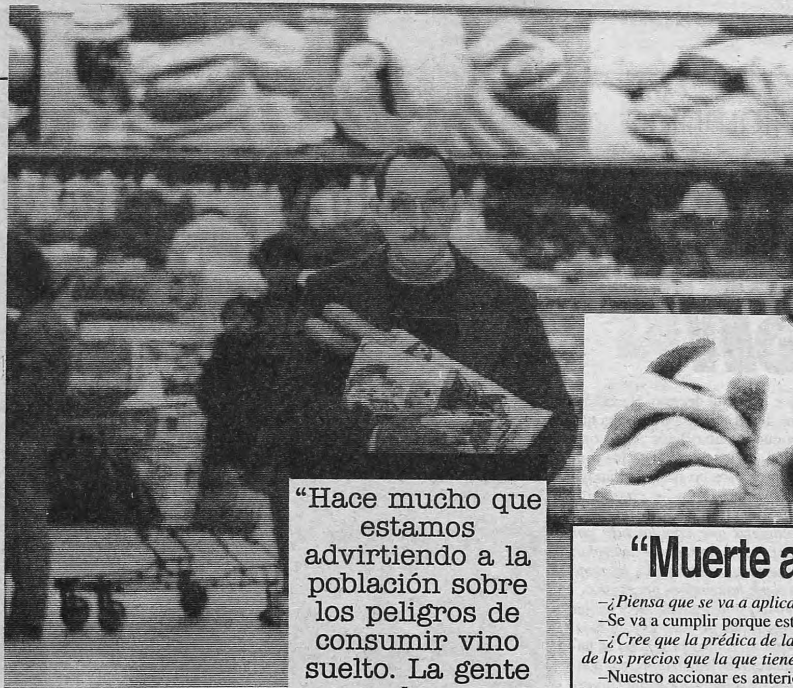 “Hace mucho que
estamos
advirtiendo a la
población sobre
los peligros de
consumir vino
suelto. La gente
“Muerte a
–¿Piensa que se va a aplica
–Se va a cumplir porque est
–¿Cree que la prédica de la
de los precios que la que tiene
–Nuestro accionar es anterio